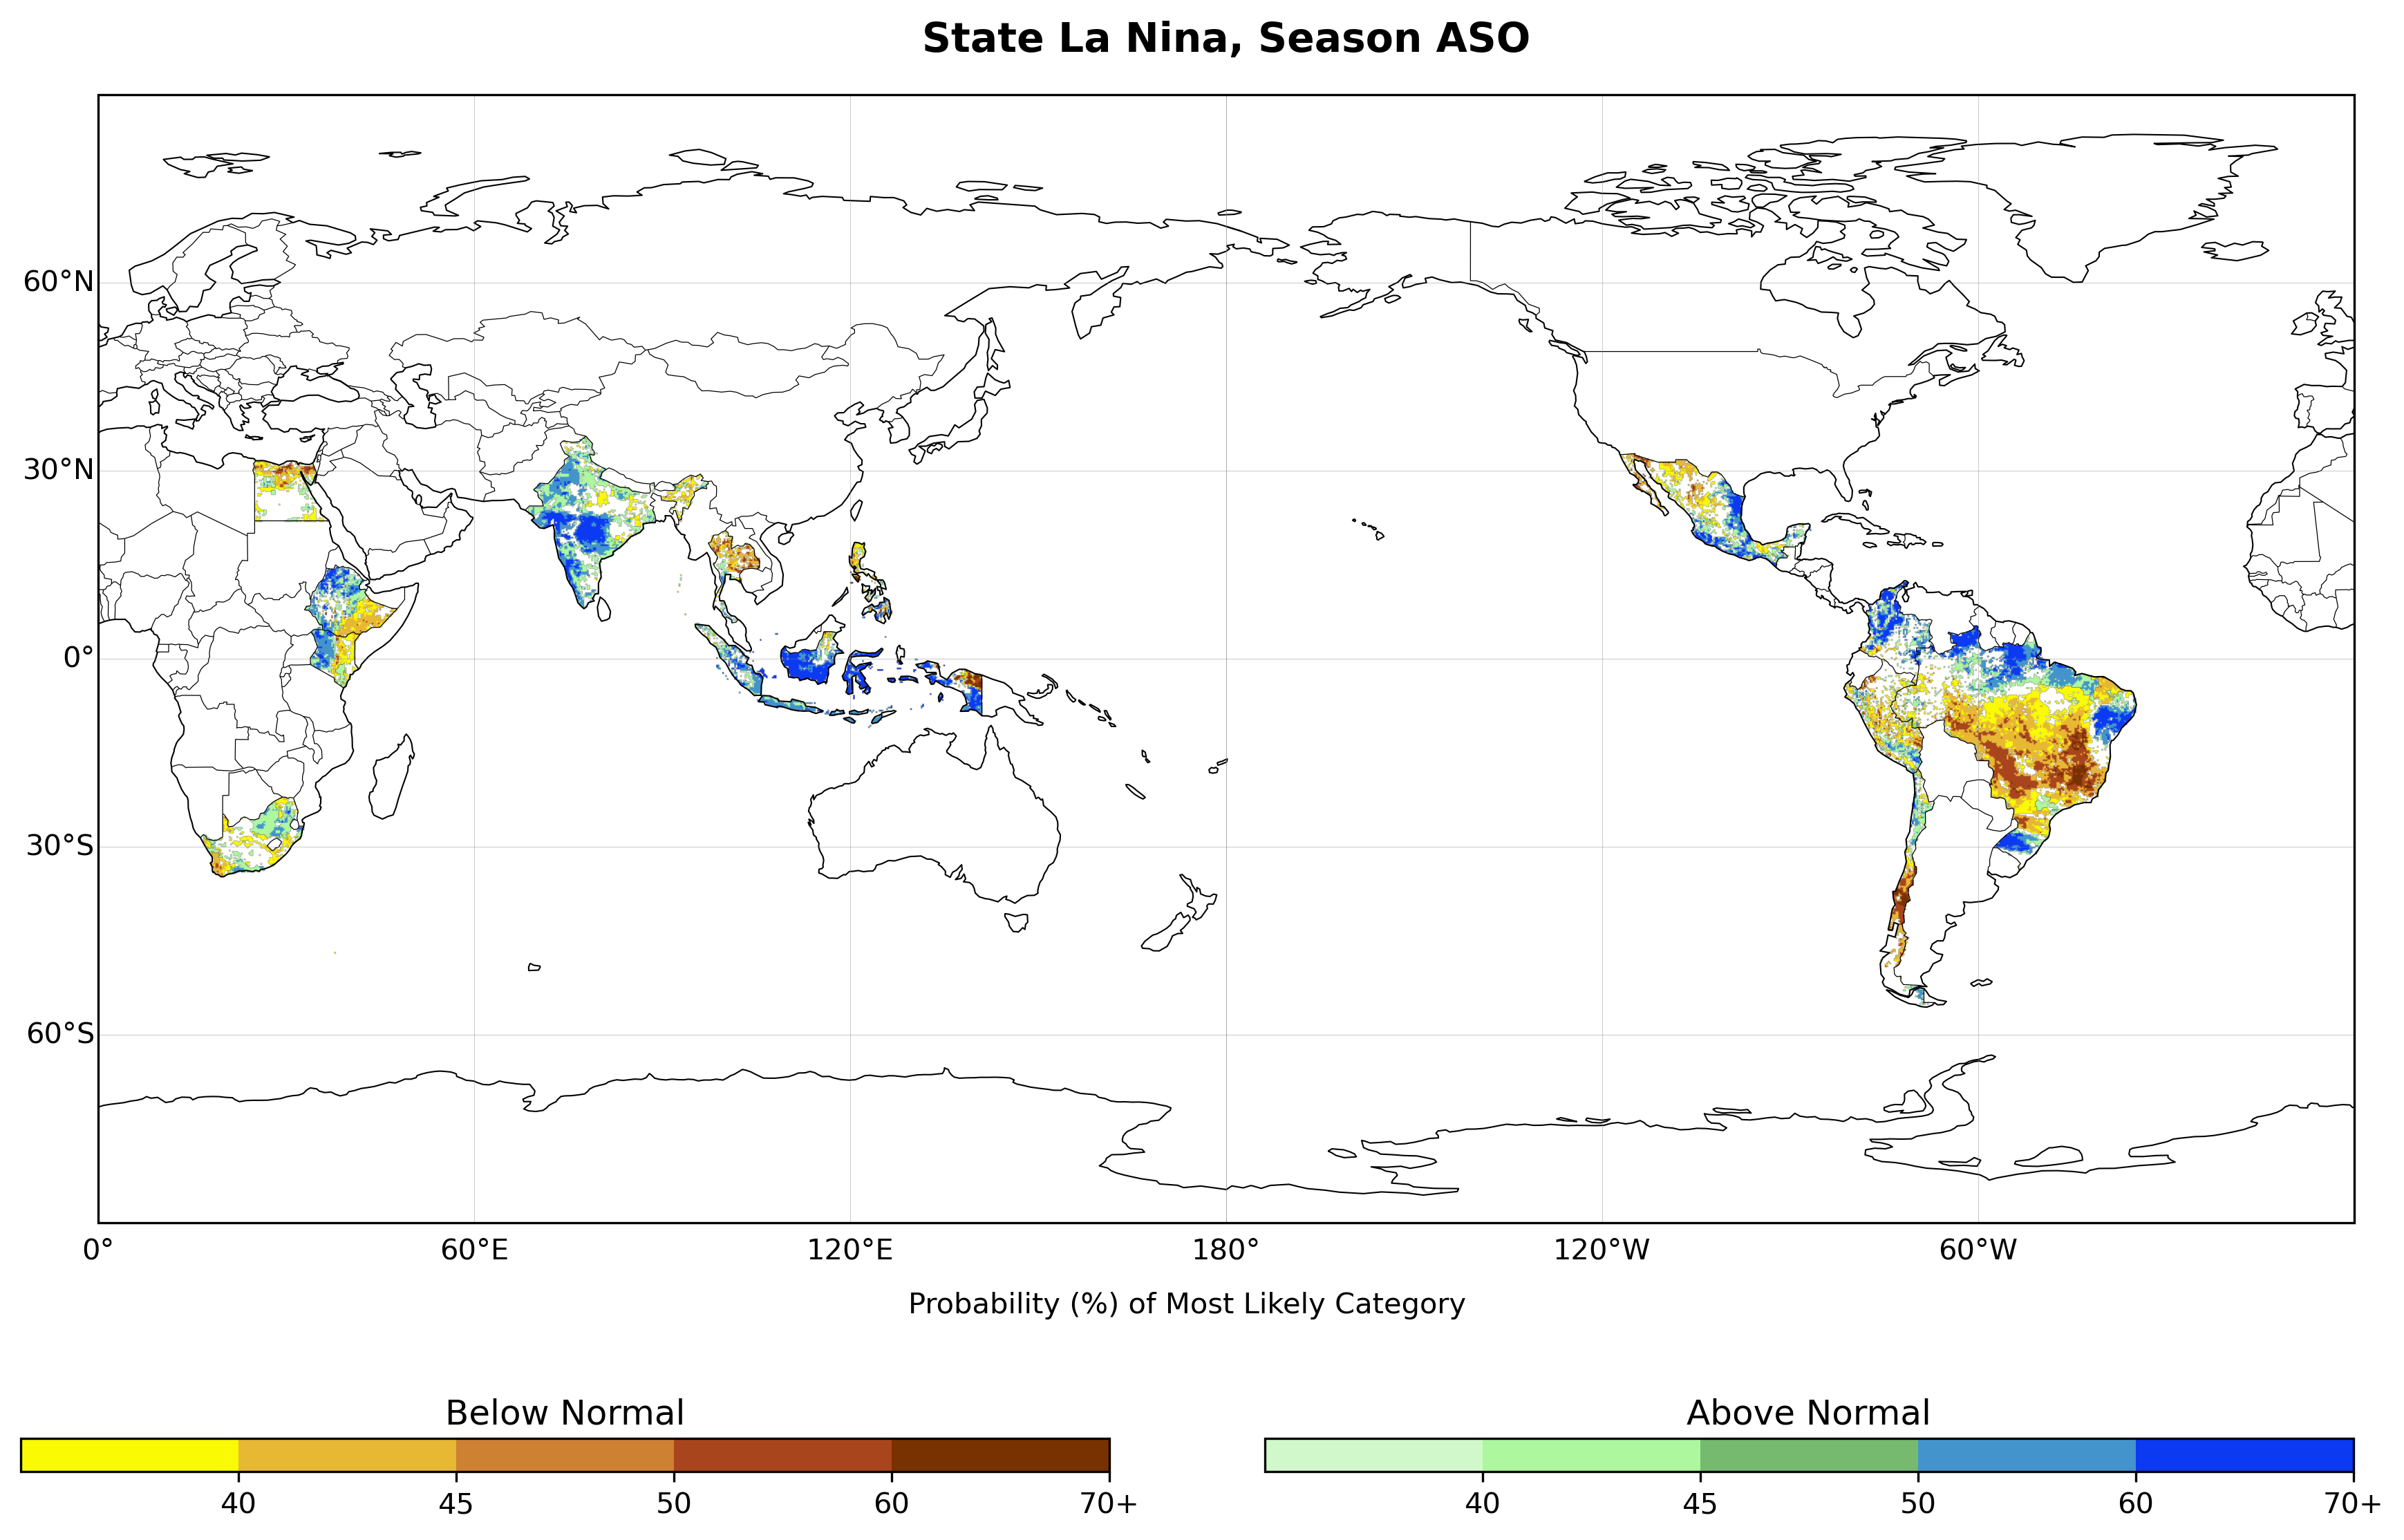 State La Nina, Season ASO
60°N
30°N
0°
30°S
60°S
0° 60°E 120°E 180° 120°W 60°W
Probability (%) of Most Likely Category
Below Normal Above Normal
40 45 50 60 70+ 40 45 50 60 70+